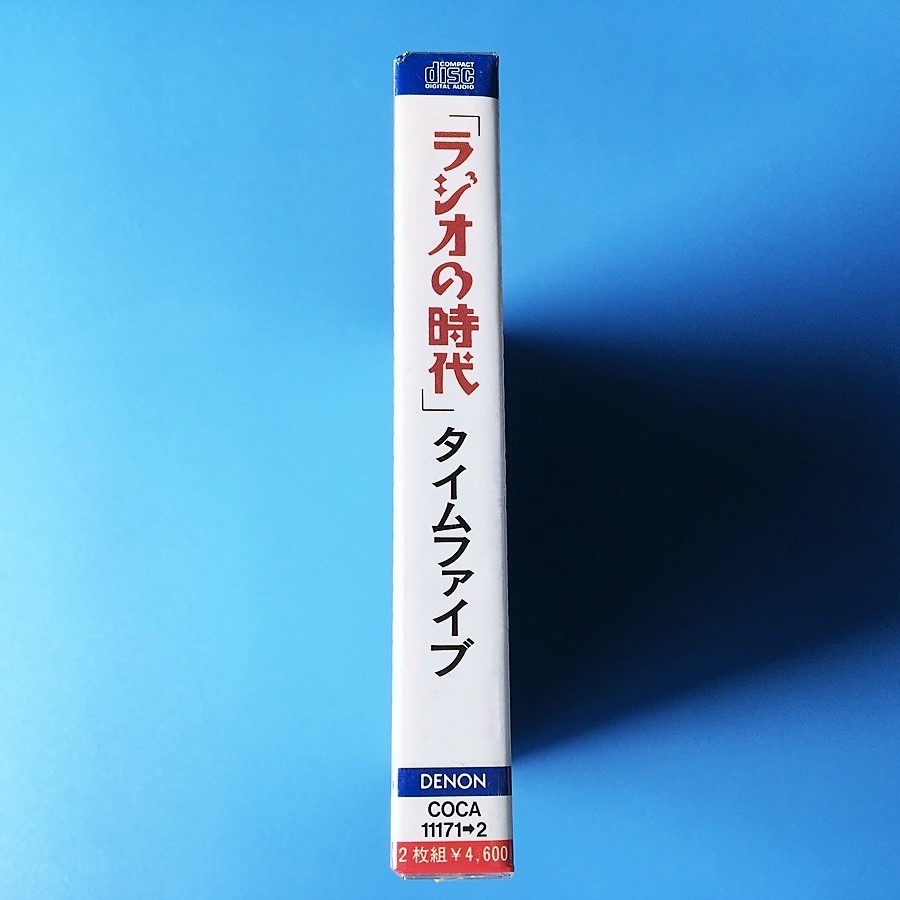 COMPACT
disc
DIGITAL AUDIO
「ラジオの時代」
タイムファイブ
DENON
COCA
11171➡2
2枚組¥4,600